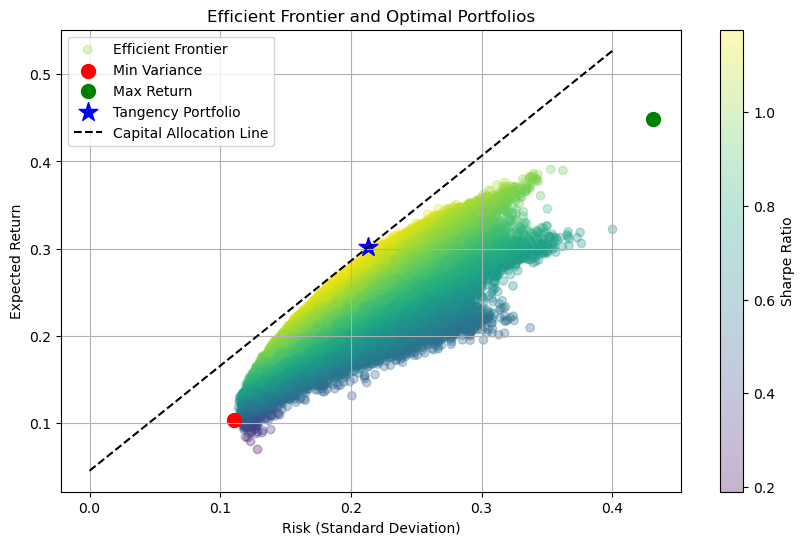 Efficient Frontier and Optimal Portfolios
Efficient Frontier
Min Variance
Max Return
Tangency Portfolio
Capital Allocation Line
Expected Return
0.5
0.4
0.3
0.2
0.1
0.0
0.1
0.2
0.3
0.4
Risk (Standard Deviation)
1.0
0.8
0.6
0.4
0.2
Sharpe Ratio